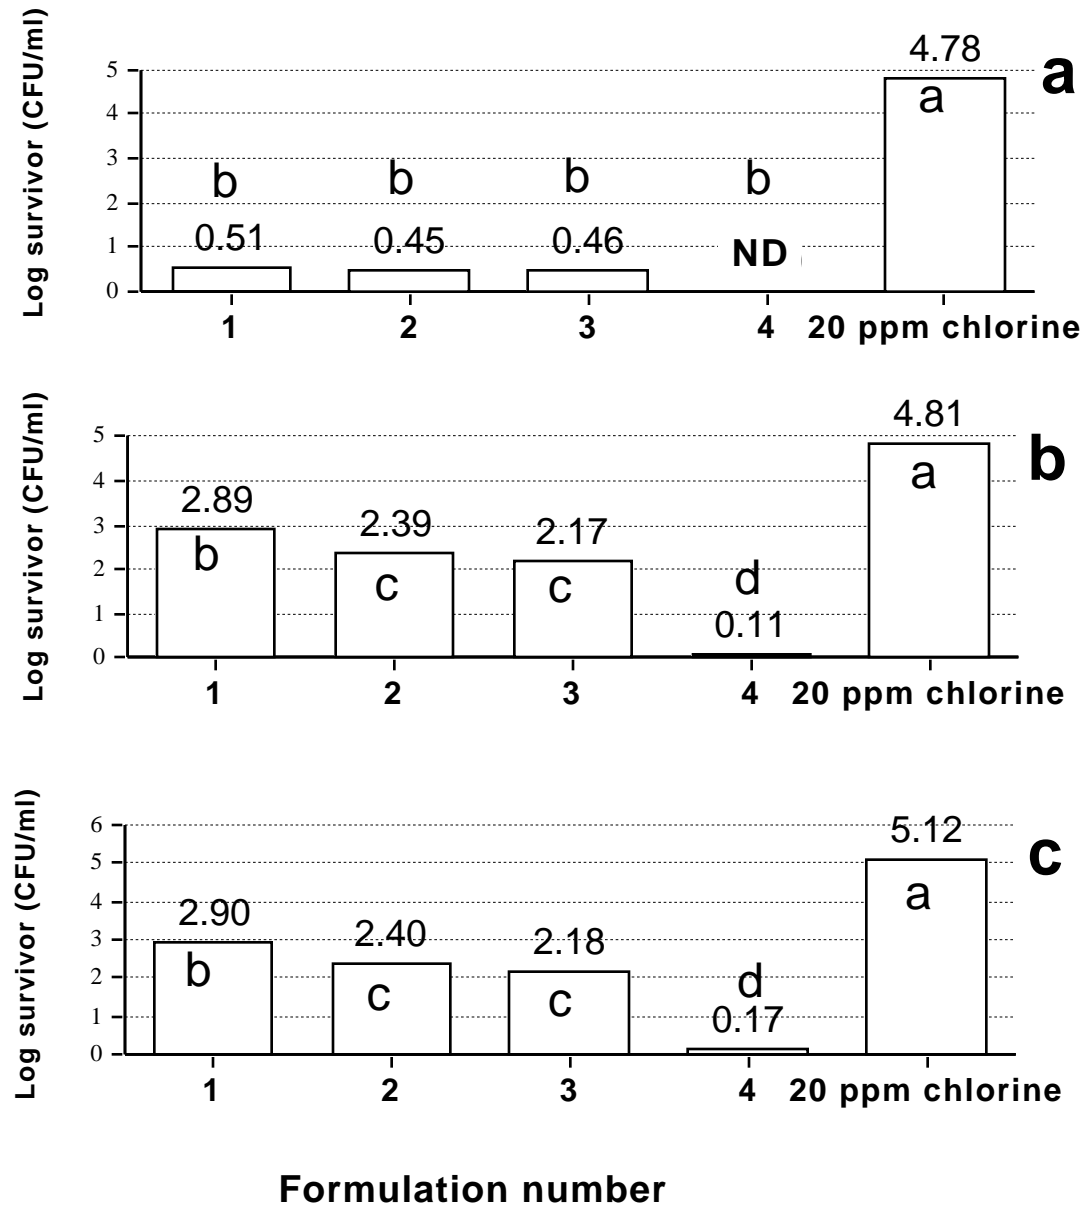 4.78
a
Log survivor (CFU/ml)
5
4
3
2
1
0
a
b
b
b
b
0.51
0.45
0.46
ND
1
2
3
4
20 ppm chlorine
4.81
b
Log survivor (CFU/ml)
5
4
3
2
1
0
2.89
2.39
2.17
0.11
b
c
c
d
a
1
2
3
4
20 ppm chlorine
5.12
c
Log survivor (CFU/ml)
6
5
4
3
2
1
0
2.90
2.40
2.18
0.17
b
c
c
d
a
1
2
3
4
20 ppm chlorine
Formulation number